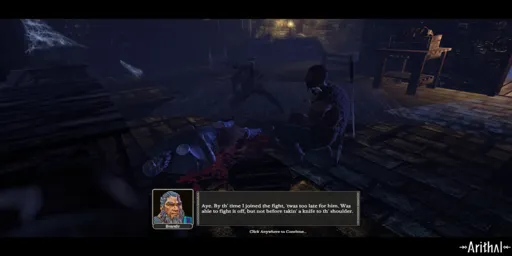 Aye. By th' time I joined the fight, 'twas too late for him. Was
able to fight it off, but not before takin' a knife to th' shoulder.
Click Anywhere to Continue..
Arithal